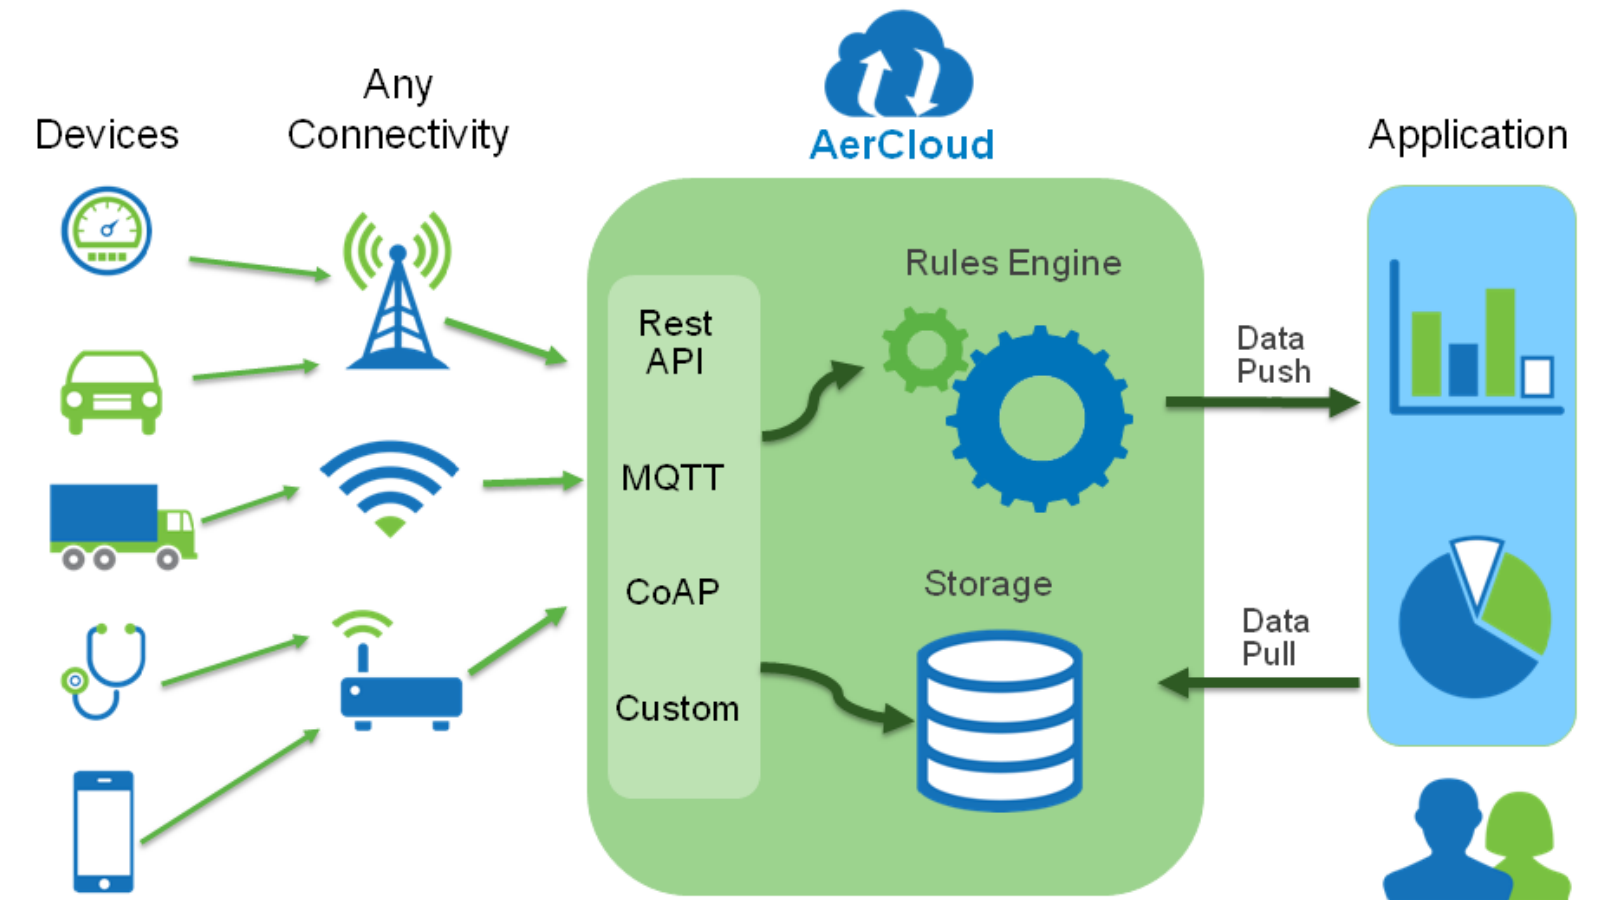 Devices
Any
Connectivity
AerCloud
Application
Rest
API
MQTT
CoAP
Custom
Rules Engine
Storage
Data
Push
Data
Pull